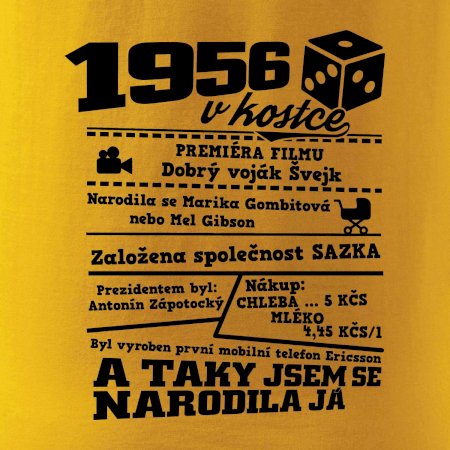 1956
v kostce
PREMIÉRA FILMU
Dobrý voják Švejk
Narodila se Marika Gombitová
nebo Mel Gibson
Založena společnost SAZKA
Prezidentem byl:
Antonín Zápotocký
Nákup:
CHLEBA ... 5 KČS
MLÉKO
4,45 KČS/l
Byl vyroben první mobilní telefon Ericsson
A TAKY JSEM SE
NARODILA JÁ